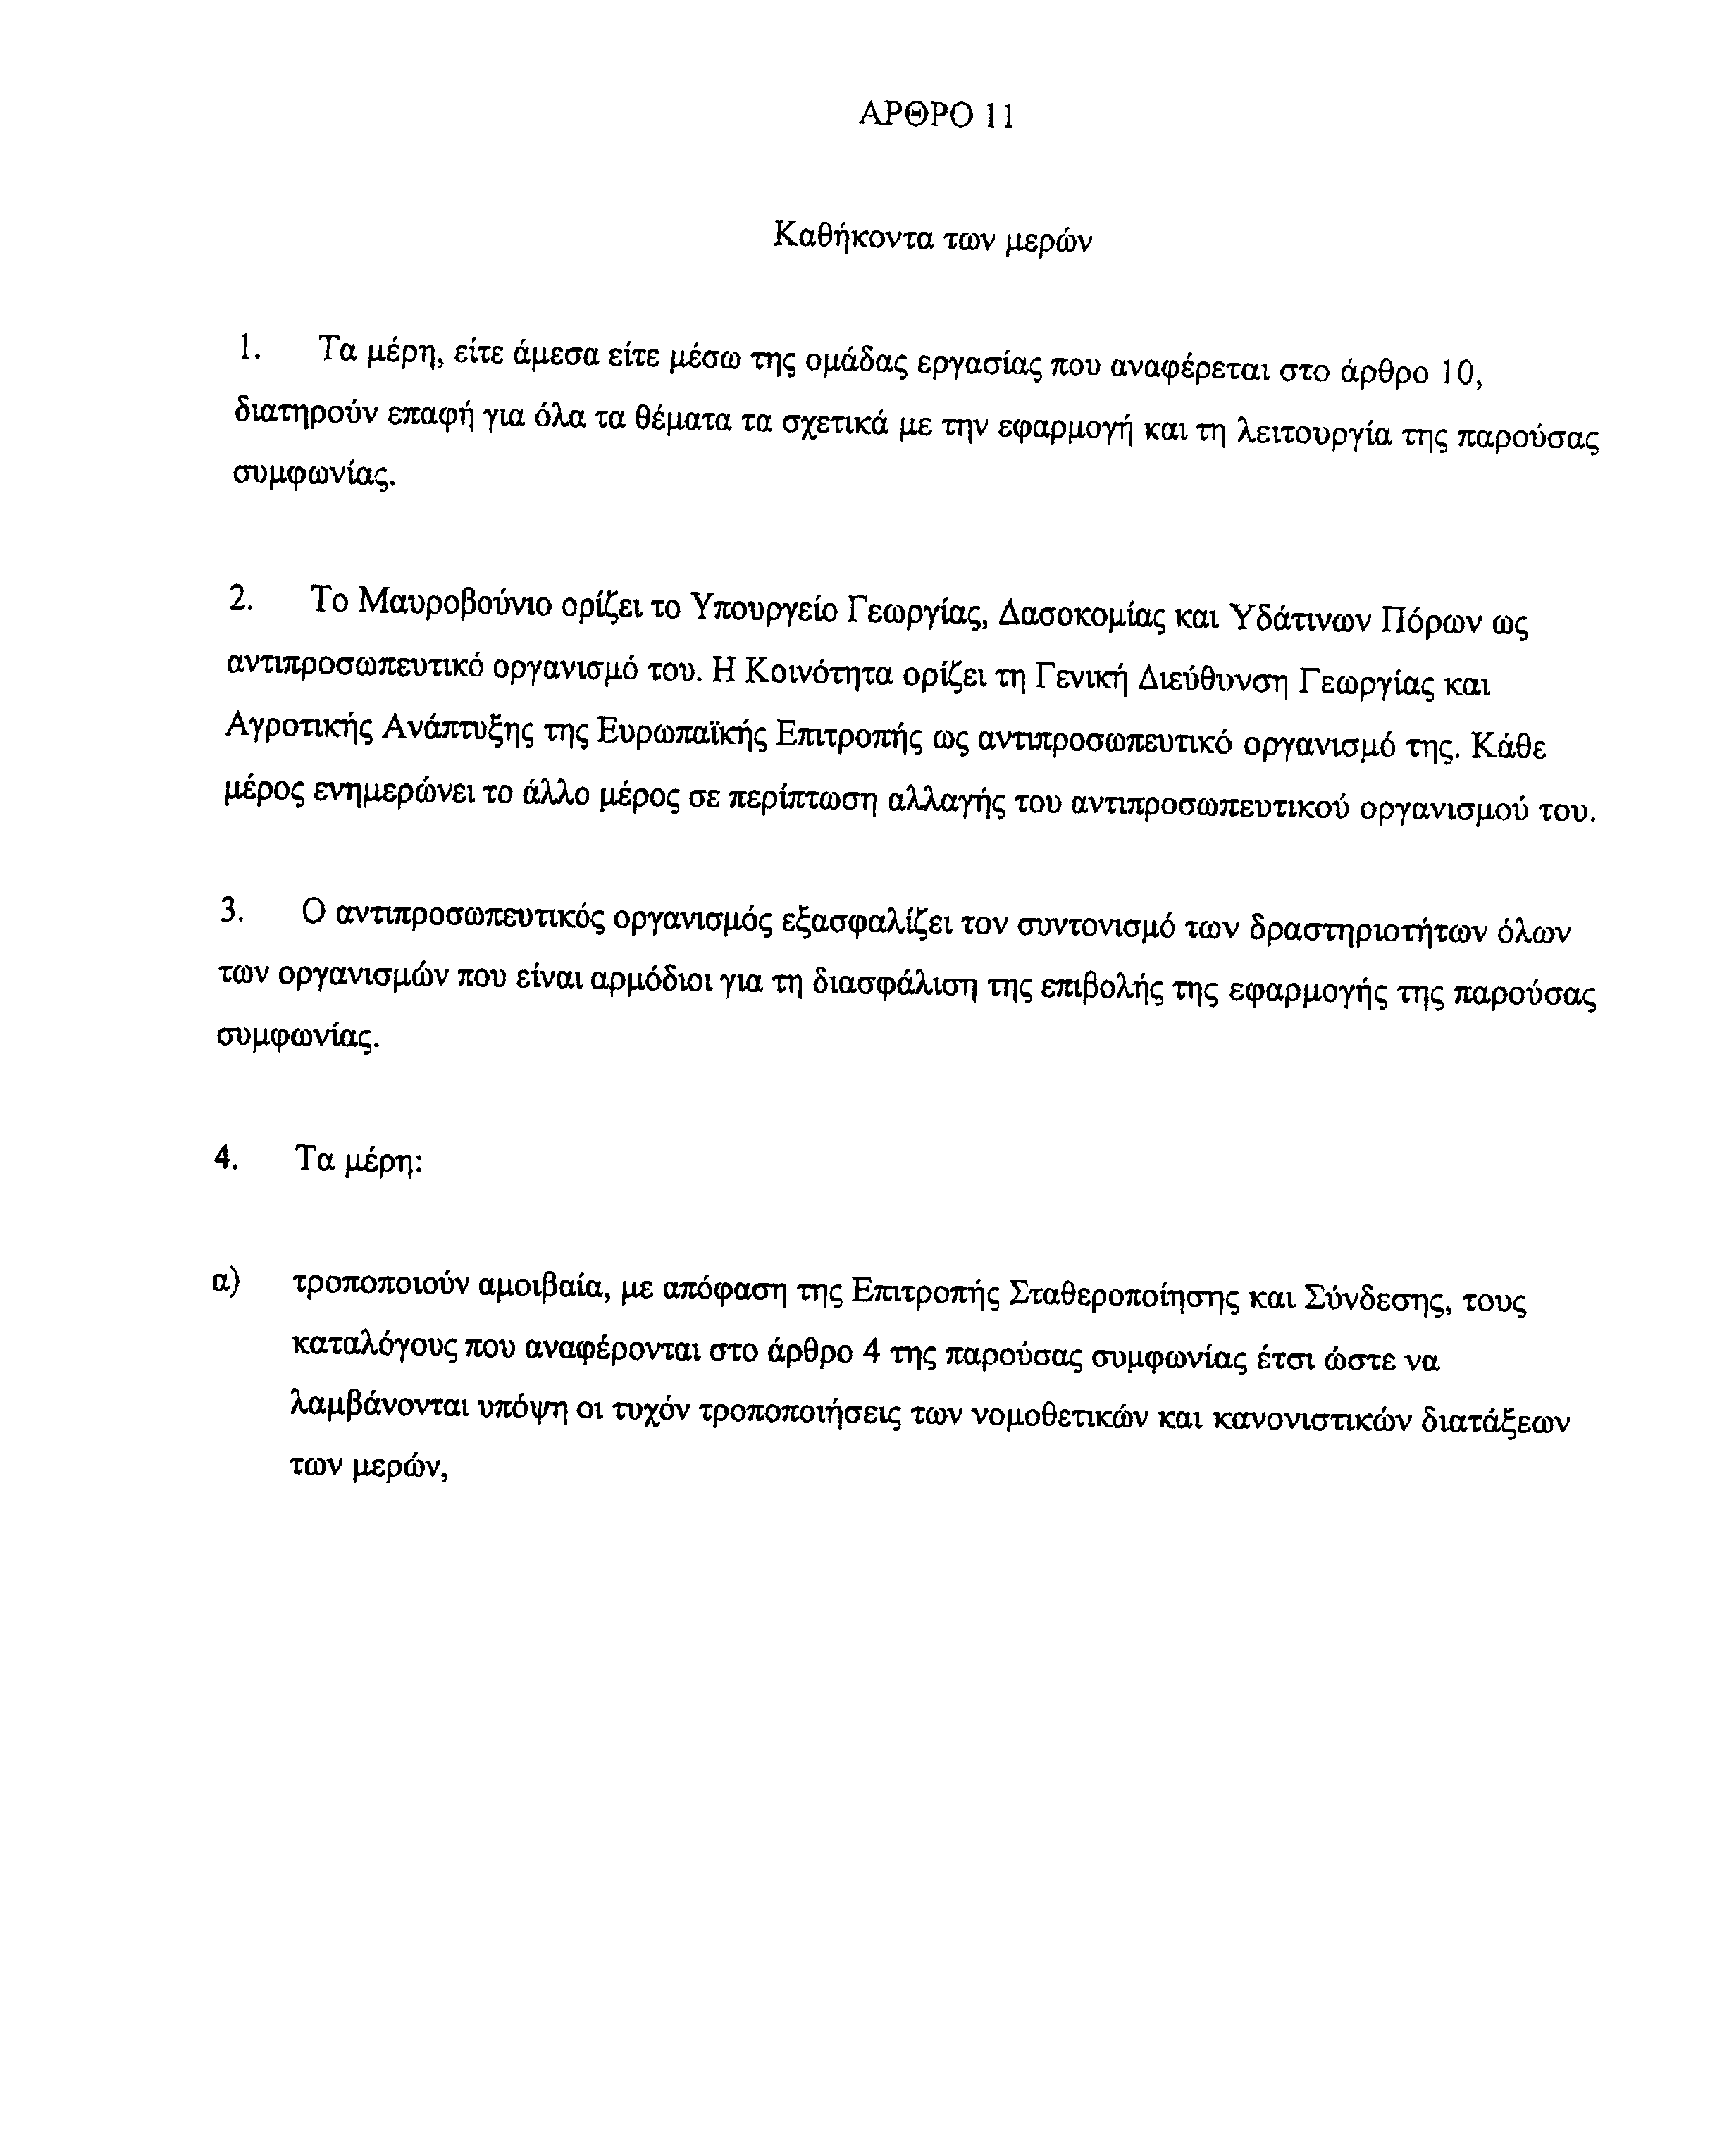 ΑΡΘΡΟ 11
Καθήκοντα των μερών
1. Τα μέρη, είτε άμεσα είτε μέσω της ομάδας εργασίας που αναφέρεται στο άρθρο 10,
διατηρούν επαφή για όλα τα θέματα τα σχετικά με την εφαρμογή και τη λειτουργία της παρούσας
συμφωνίας.
2. Το Μαυροβούνιο ορίζει το Υπουργείο Γεωργίας, Δασοκομίας και Υδάτινων Πόρων ως
αντιπροσωπευτικό οργανισμό του. Η Κοινότητα ορίζει τη Γενική Διεύθυνση Γεωργίας και
Αγροτικής Ανάπτυξης της Ευρωπαϊκής Επιτροπής ως αντιπροσωπευτικό οργανισμό της. Κάθε
μέρος ενημερώνει το άλλο μέρος σε περίπτωση αλλαγής του αντιπροσωπευτικού οργανισμού του.
3. Ο αντιπροσωπευτικός οργανισμός εξασφαλίζει τον συντονισμό των δραστηριοτήτων όλων
των οργανισμών που είναι αρμόδιοι για τη διασφάλιση της επιβολής της εφαρμογής της παρούσας
συμφωνίας.
4. Τα μέρη:
α) τροποποιούν αμοιβαία, με απόφαση της Επιτροπής Σταθεροποίησης και Σύνδεσης, τους
καταλόγους που αναφέρονται στο άρθρο 4 της παρούσας συμφωνίας έτσι ώστε να
λαμβάνονται υπόψη οι τυχόν τροποποιήσεις των νομοθετικών και κανονιστικών διατάξεων
των μερών,